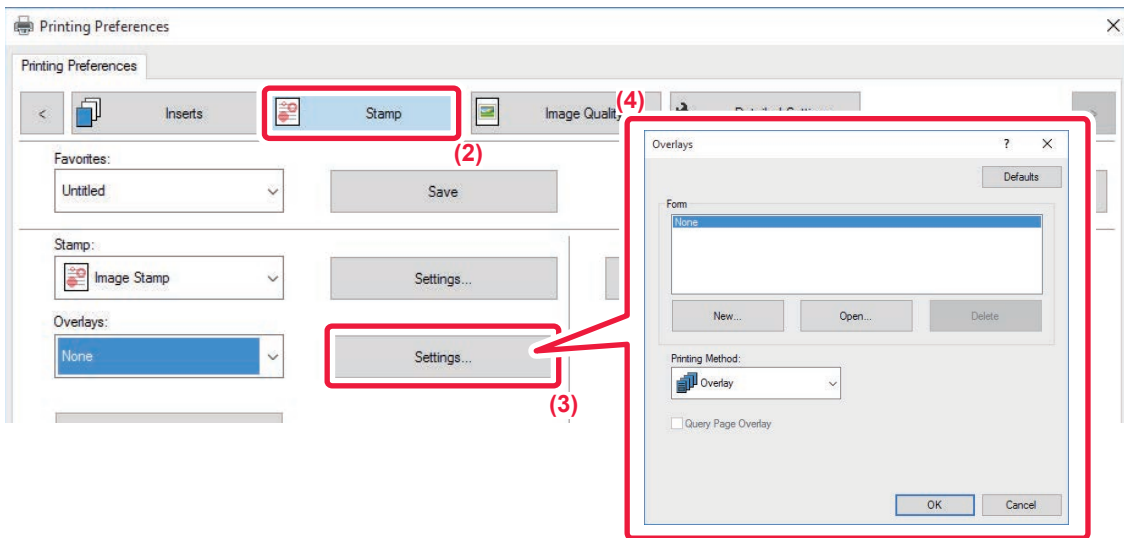 Printing Preferences
Printing Preferences
<
Inserts
Stamp
Image Quality
(4)
(2)
Favorites:
Untitled
Save
Stamp:
Image Stamp
Settings...
Overlays:
None
Settings...
(3)
Overlays
?
Defaults
Form
None
New...
Open...
Delete
Printing Method:
Overlay
Query Page Overlay
OK
Cancel